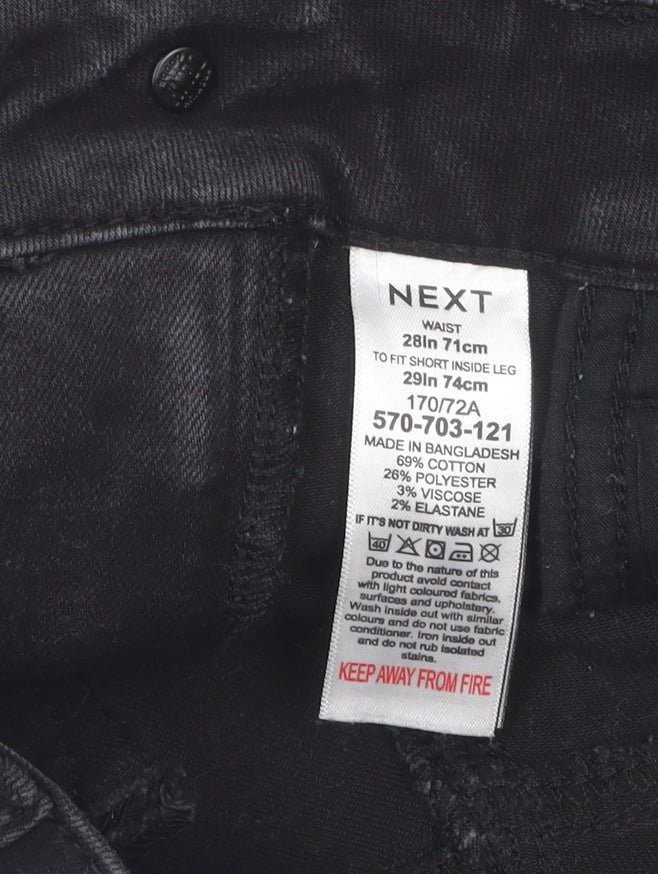 NEXT
WAIST
28In 71cm
TO FIT SHORT INSIDE LEG
29In 74cm
170/72A
570-703-121
MADE IN BANGLADESH
69% COTTON
26% POLYESTER
3% VISCOSE
2% ELASTANE
IF IT'S NOT DIRTY WASH AT 30
40
Due to the nature of this
product avoid contact
with light coloured fabrics,
surfaces and upholstery.
Wash inside out with similar
colours and do not use fabric
conditioner. Iron inside out
and do not rub isolated
stains.
KEEP AWAY FROM FIRE